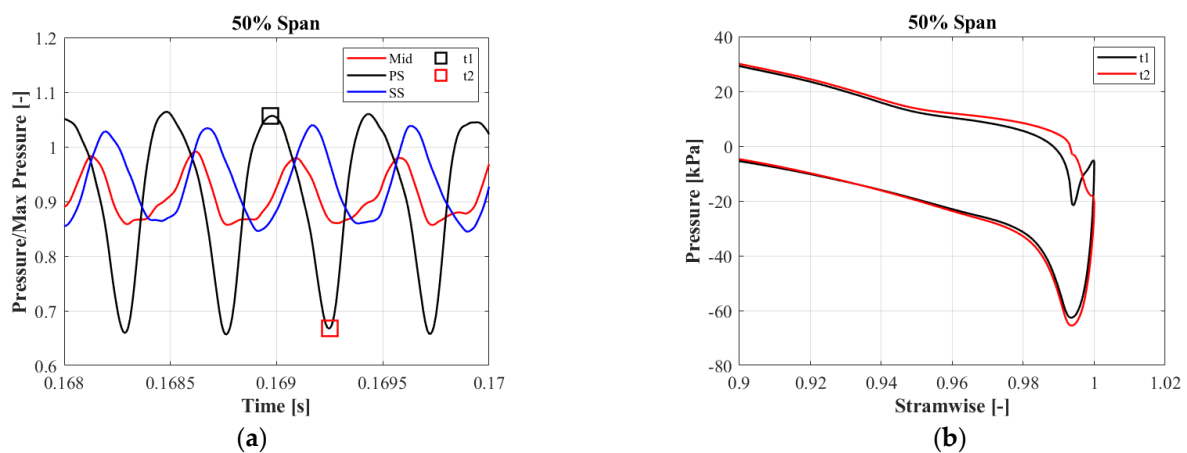 50% Span
Pressure/Max Pressure [-]
1.2
1.1
1
0.9
0.8
0.7
0.6
Mid
PS
SS
t1
t2
0.168
0.1685
0.169
0.1695
0.17
Time [s]
(a)
50% Span
Pressure [kPa]
40
20
0
-20
-40
-60
-80
t1
t2
0.9
0.92
0.94
0.96
0.98
1
1.02
Stramwise [-]
(b)